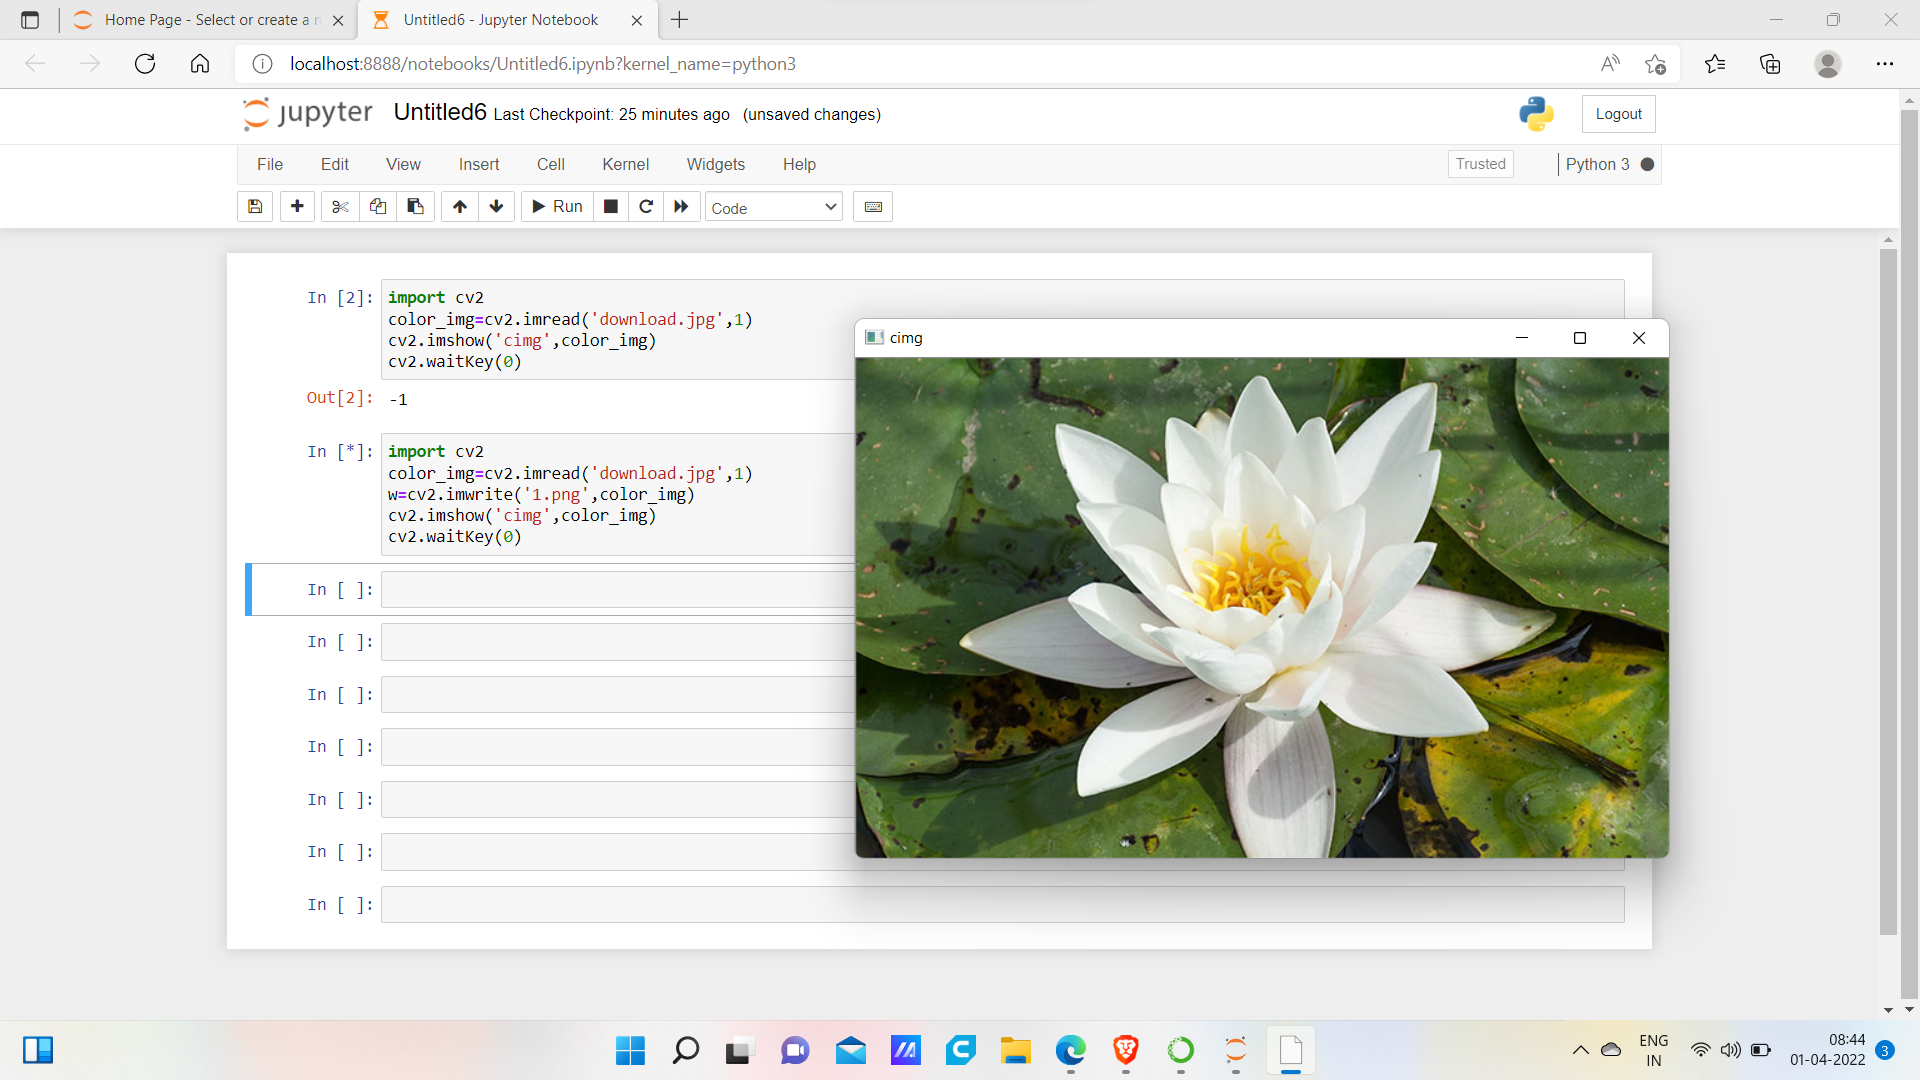 Home Page - Select or create a n
Untitled6 - Jupyter Notebook
localhost:8888/notebooks/Untitled6.ipynb?kernel_name=python3
jupyter Untitled6 Last Checkpoint: 25 minutes ago (unsaved changes)
Logout
File Edit View Insert Cell Kernel Widgets Help
Trusted
Python 3
Run
Code
In [2]:
import cv2
color_img=cv2.imread('download.jpg',1)
cv2.imshow('cimg',color_img)
cv2.waitKey(0)
Out[2]: -1
In [*]:
import cv2
color_img=cv2.imread('download.jpg',1)
w=cv2.imwrite('1.png',color_img)
cv2.imshow('cimg',color_img)
cv2.waitKey(0)
In [ ]:
In [ ]:
In [ ]:
In [ ]:
In [ ]:
In [ ]:
In [ ]:
cimg
ENG
IN
08:44
01-04-2022
3